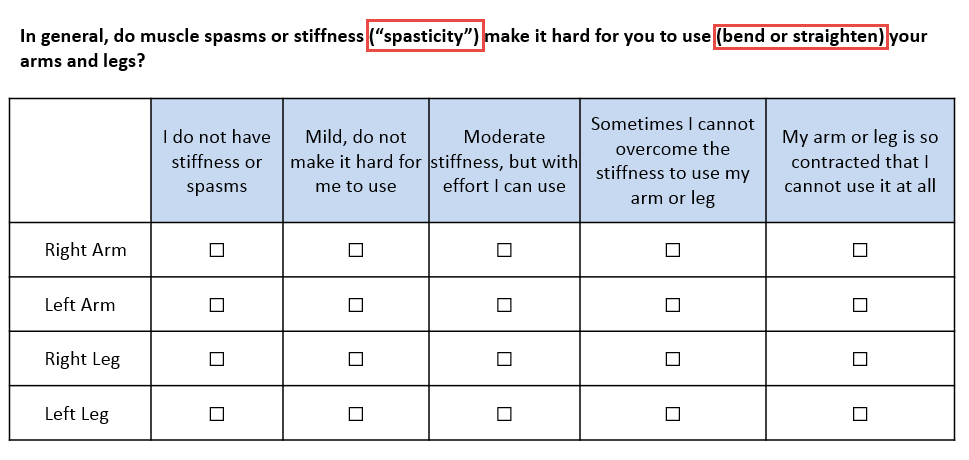 In general, do muscle spasms or stiffness (“spasticity”) make it hard for you to use (bend or straighten) your
arms and legs?
I do not have
stiffness or
spasms
Mild, do not
make it hard for
me to use
Moderate
stiffness, but with
effort I can use
Sometimes I cannot
overcome the
stiffness to use my
arm or leg
My arm or leg is so
contracted that I
cannot use it at all
Right Arm ☐ ☐ ☐ ☐ ☐
Left Arm ☐ ☐ ☐ ☐ ☐
Right Leg ☐ ☐ ☐ ☐ ☐
Left Leg ☐ ☐ ☐ ☐ ☐